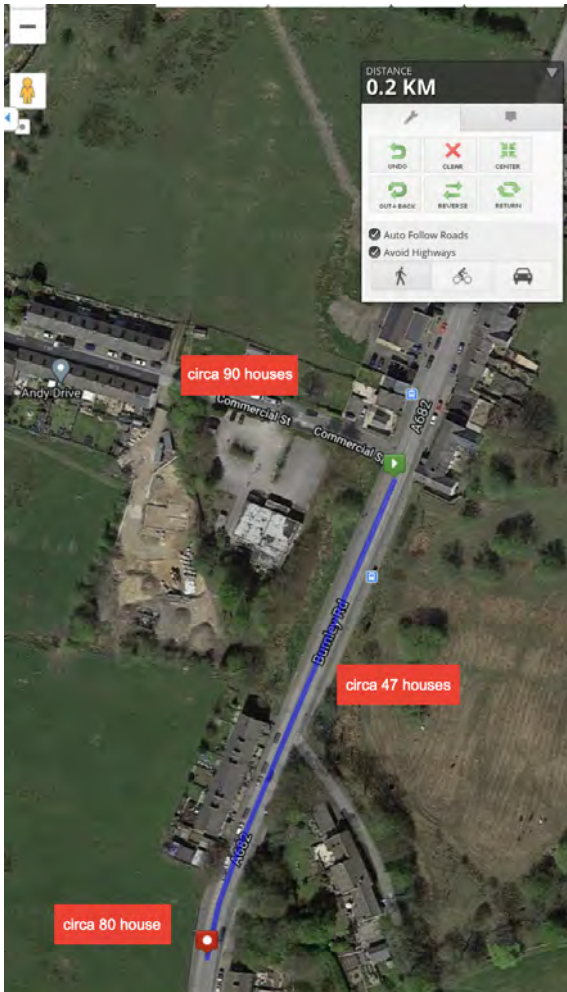 DISTANCE
0.2 KM
UNDO
CLEAR
CENTER
OUT & BACK
REVERSE
RETURN
Auto Follow Roads
Avoid Highways
circa 90 houses
Andy Drive
Commercial St
Commercial S
A682
Burnley Rd
circa 47 houses
A682
circa 80 house